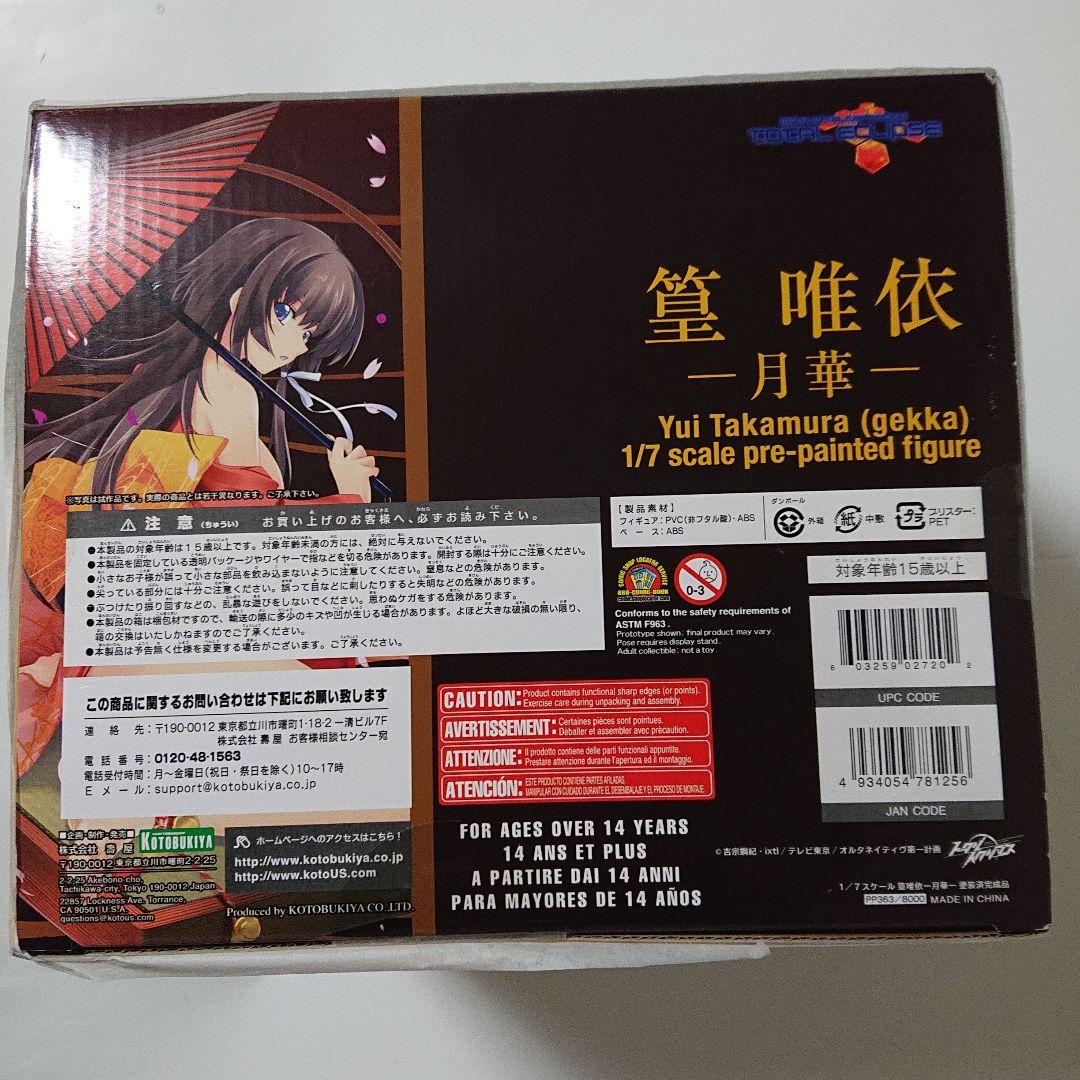 TOTAL ECLIPSE
篁 唯依
―月華―
Yui Takamura (gekka)
1/7 scale pre-painted figure
※写真は試作品です。実際の商品とは若干異なります。ご了承下さい。
⚠注意(ちゅうい) お買い上げのお客様へ、必ずお読み下さい。
●本製品の対象年齢は15歳以上です。対象年齢未満の方には、絶対に与えないでください。
●本製品を固定している透明パッケージやワイヤーで指などを切る危険があります。開封する際は十分にご注意ください。
●小さなお子様が誤って小さな部品を飲み込まないように注意してください。窒息などの危険があります。
●尖っている部分には十分ご注意ください。誤って目などに刺したりすると失明などの危険があります。
●ぶつけたり振り回すなどの、乱暴な遊びをしないでください。思わぬケガをする危険があります。
●本製品の箱は梱包材ですので、輸送の際に多少のキズや凹が生じる場合があります。よほど大きな破損の無い限り、
箱の交換はいたしかねますのでご了承ください。
●本製品は予告無く仕様を変更する場合がございます。ご了承ください。
【製品素材】
フィギュア:PVC(非フタル酸)・ABS
ベース:ABS
ダンボール
外箱
紙
中敷
プラ
ブリスター:
PET
COMIC SHOP LOCATOR SERVICE
888-COMIC-BOOK
0-3
対象年齢15歳以上
Conforms to the safety requirements of
ASTM F963.
Prototype shown: final product may vary.
Pose requires display stand.
Adult collectible: not a toy.
6 03259 02720 2
UPC CODE
4 934054 781256
JAN CODE
この商品に関するお問い合わせは下記にお願い致します
連絡先:〒190-0012 東京都立川市曙町1-18-2 一清ビル7F
株式会社 壽屋 お客様相談センター宛
電話番号:0120-48-1563
電話受付時間:月~金曜日(祝日・祭日を除く)10~17時
Eメール:support@kotobukiya.co.jp
CAUTION: Product contains functional sharp edges (or points).
Exercise care during unpacking and assembly.
AVERTISSEMENT: Certaines pièces sont pointues.
Déballer et assembler avec précaution.
ATTENZIONE: Il prodotto contiene delle parti funzionali appuntite.
Prestare attenzione durante l'apertura ed il montaggio.
ATENCIÓN: ESTE PRODUCTO CONTIENE PARTES AFILADAS.
MANIPULAR CON CUIDADO DURANTE EL DESEMBALAJE Y EL PROCESO DE MONTAJE.
FOR AGES OVER 14 YEARS
14 ANS ET PLUS
A PARTIRE DAI 14 ANNI
PARA MAYORES DE 14 AÑOS
■企画・制作・発売■
株式会社 壽屋
KOTOBUKIYA
〒190-0012 東京都立川市曙町2-2-25
2-2-25 Akebono-cho,
Tachikawa-city, Tokyo 190-0012 Japan
22857 Lockness Ave. Torrance,
CA 90501 U.S.A.
questions@kotous.com
ホームページへのアクセスはこちら!
http://www.kotobukiya.co.jp
http://www.kotoUS.com
Produced by KOTOBUKIYA CO.,LTD.
©吉宗鋼紀・ixtl/テレビ東京/オルタネイティヴ第一計画
1/7スケール 篁唯依―月華― 塗装済完成品
PP363/8000 MADE IN CHINA